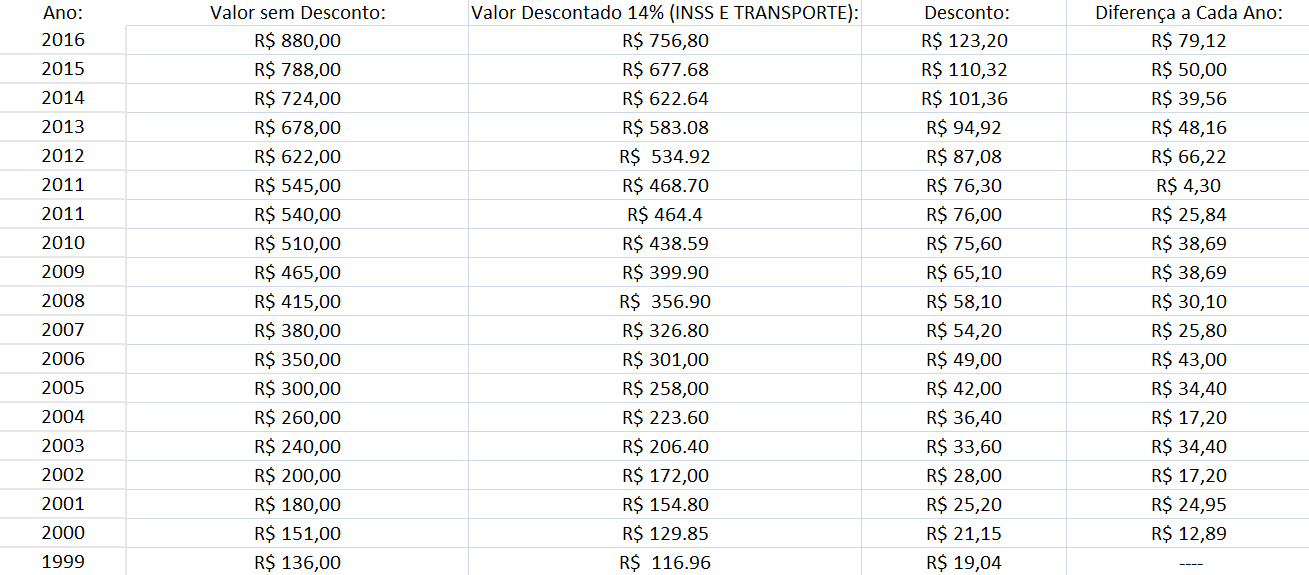 Ano: Valor sem Desconto: Valor Descontado 14% (INSS E TRANSPORTE): Desconto: Diferença a Cada Ano:
2016 R$ 880,00 R$ 756,80 R$ 123,20 R$ 79,12
2015 R$ 788,00 R$ 677.68 R$ 110,32 R$ 50,00
2014 R$ 724,00 R$ 622.64 R$ 101,36 R$ 39,56
2013 R$ 678,00 R$ 583.08 R$ 94,92 R$ 48,16
2012 R$ 622,00 R$  534.92 R$ 87,08 R$ 66,22
2011 R$ 545,00 R$ 468.70 R$ 76,30 R$ 4,30
2011 R$ 540,00 R$ 464.4 R$ 76,00 R$ 25,84
2010 R$ 510,00 R$ 438.59 R$ 75,60 R$ 38,69
2009 R$ 465,00 R$ 399.90 R$ 65,10 R$ 38,69
2008 R$ 415,00 R$  356.90 R$ 58,10 R$ 30,10
2007 R$ 380,00 R$ 326.80 R$ 54,20 R$ 25,80
2006 R$ 350,00 R$ 301,00 R$ 49,00 R$ 43,00
2005 R$ 300,00 R$ 258,00 R$ 42,00 R$ 34,40
2004 R$ 260,00 R$ 223.60 R$ 36,40 R$ 17,20
2003 R$ 240,00 R$ 206.40 R$ 33,60 R$ 34,40
2002 R$ 200,00 R$ 172,00 R$ 28,00 R$ 17,20
2001 R$ 180,00 R$ 154.80 R$ 25,20 R$ 24,95
2000 R$ 151,00 R$ 129.85 R$ 21,15 R$ 12,89
1999 R$ 136,00 R$  116.96 R$ 19,04 ----